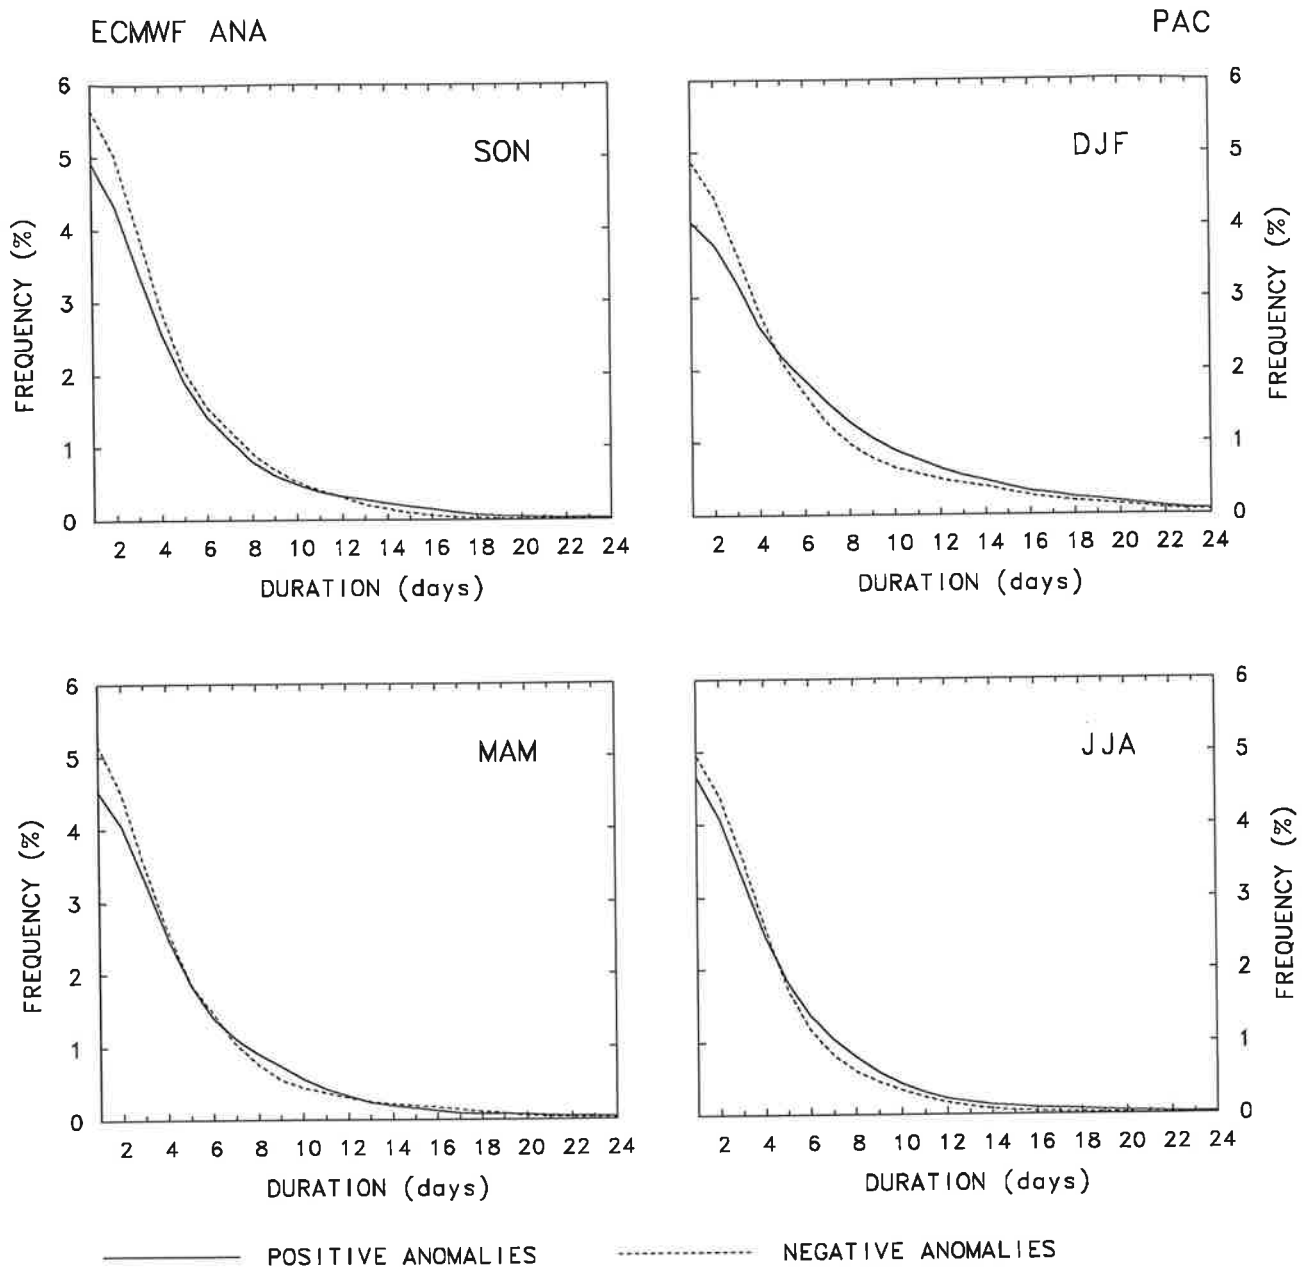 ECMWF ANA PAC
SON
6
5
4
3
2
1
0
FREQUENCY (%)
2 4 6 8 10 12 14 16 18 20 22 24
DURATION (days)
DJF
6
5
4
3
2
1
0
FREQUENCY (%)
2 4 6 8 10 12 14 16 18 20 22 24
DURATION (days)
MAM
6
5
4
3
2
1
0
FREQUENCY (%)
2 4 6 8 10 12 14 16 18 20 22 24
DURATION (days)
JJA
6
5
4
3
2
1
0
FREQUENCY (%)
2 4 6 8 10 12 14 16 18 20 22 24
DURATION (days)
POSITIVE ANOMALIES NEGATIVE ANOMALIES